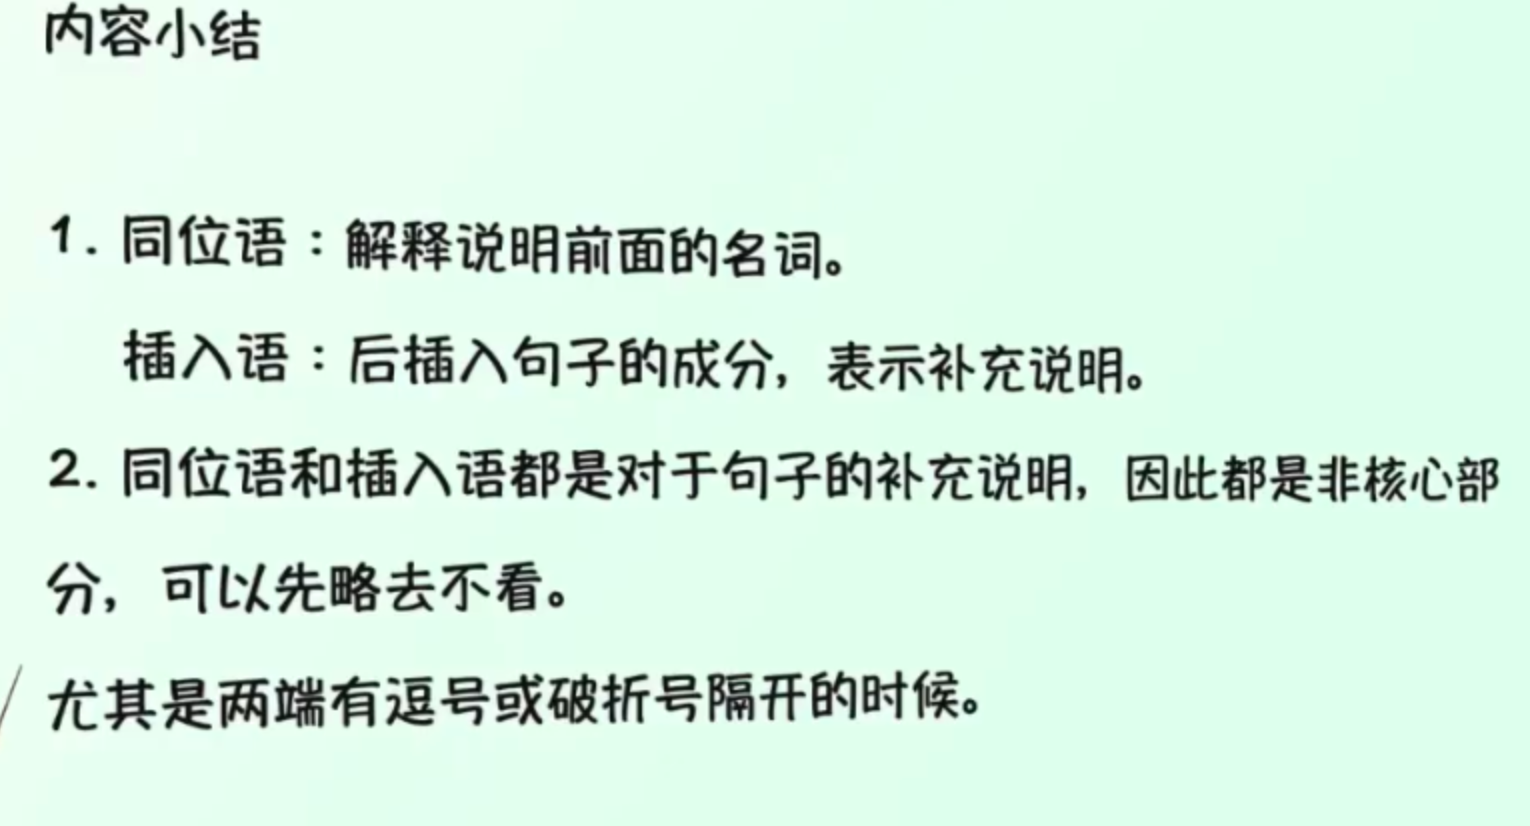 内容小结
1. 同位语：解释说明前面的名词。
插入语：后插入句子的成分，表示补充说明。
2. 同位语和插入语都是对于句子的补充说明，因此都是非核心部
分，可以先略去不看。
尤其是两端有逗号或破折号隔开的时候。